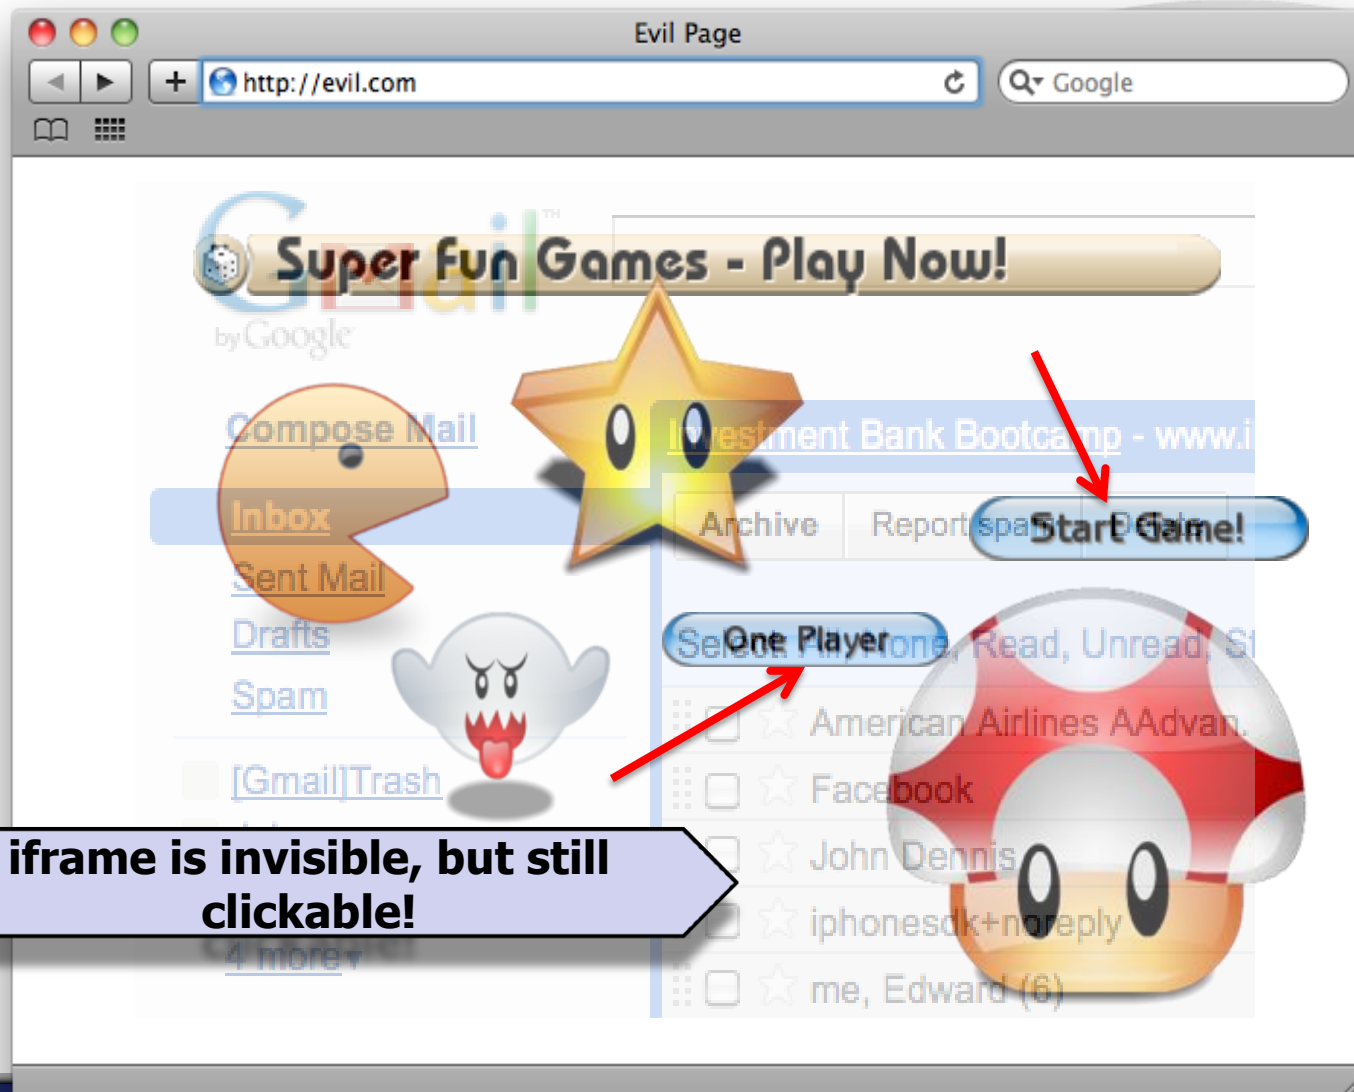 Evil Page
http://evil.com
Google
Gmail™
Super Fun Games - Play Now!
by Google
Compose Mail
Investment Bank Bootcamp - www.i
Inbox
Archive Report spam Delete
Start Game!
Sent Mail
Drafts
One Player
Select: All, None, Read, Unread, St
Spam
American Airlines AAdvan.
[Gmail]Trash
Facebook
iframe is invisible, but still
clickable!
John Dennis
iphonesdk+noreply
4 more▾
me, Edward (6)